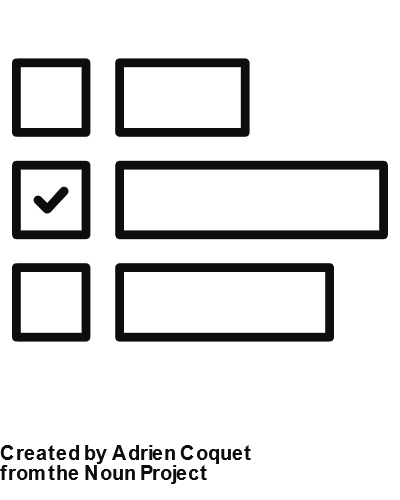 Created by Adrien Coquet
from the Noun Project